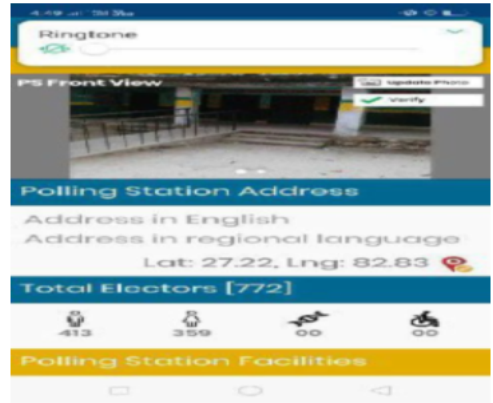 Ringtone
PS Front View
Update Photo
Verify
Polling Station Address
Address in English
Address in regional language
Lat: 27.22, Lng: 82.83
Total Electors [772]
413 359 00 00
Polling Station Facilities